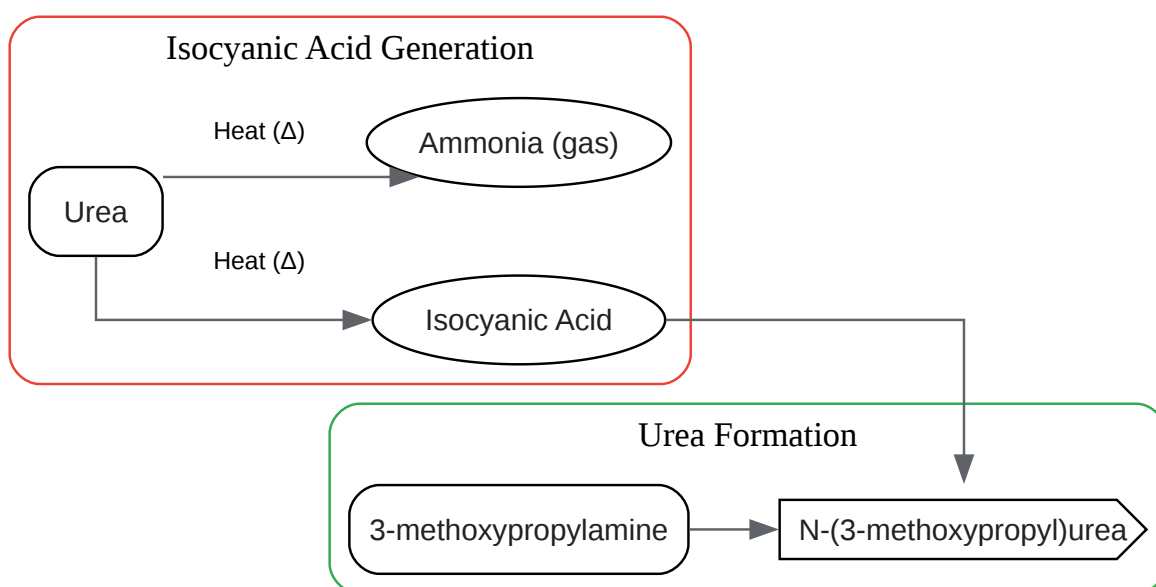 Isocyanic Acid Generation
Heat (Δ)
Ammonia (gas)
Urea
Heat (Δ)
Isocyanic Acid
Urea Formation
3-methoxypropylamine
N-(3-methoxypropyl)urea